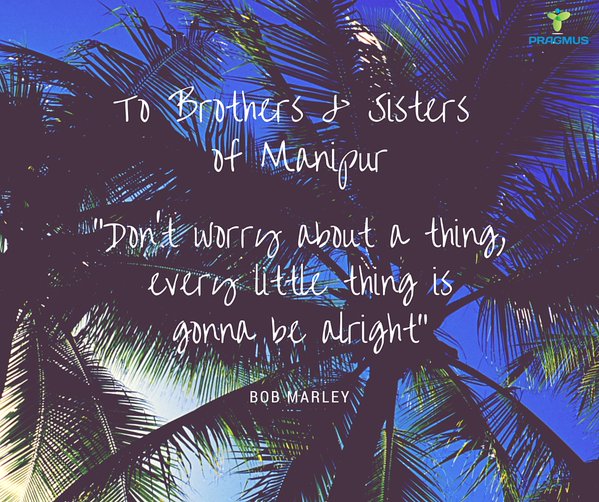 PRAGMUS
To Brothers & Sisters
of Manipur
"Don't worry about a thing,
every little thing is
gonna be alright"
BOB MARLEY